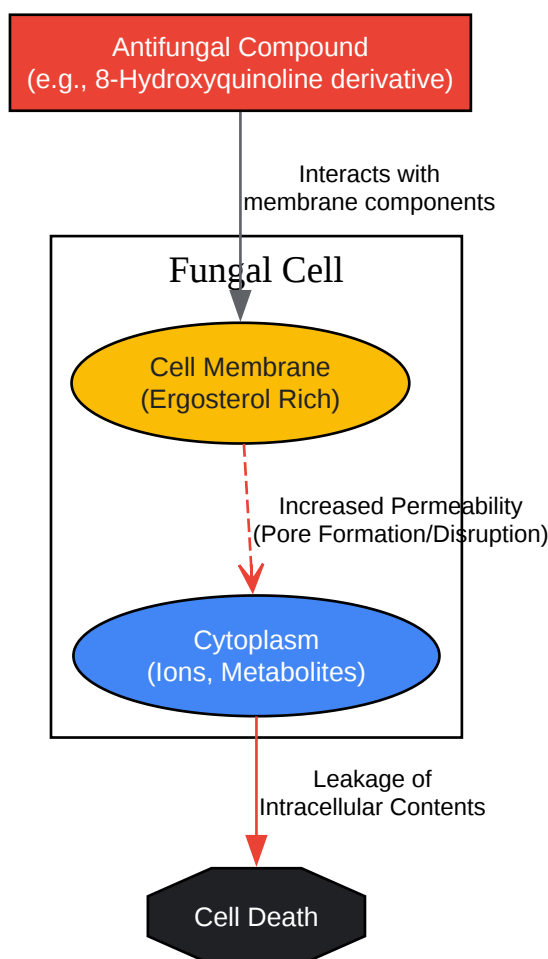 Antifungal Compound
(e.g., 8-Hydroxyquinoline derivative)
Interacts with
membrane components
Fungal Cell
Cell Membrane
(Ergosterol Rich)
Increased Permeability
(Pore Formation/Disruption)
Cytoplasm
(Ions, Metabolites)
Leakage of
Intracellular Contents
Cell Death